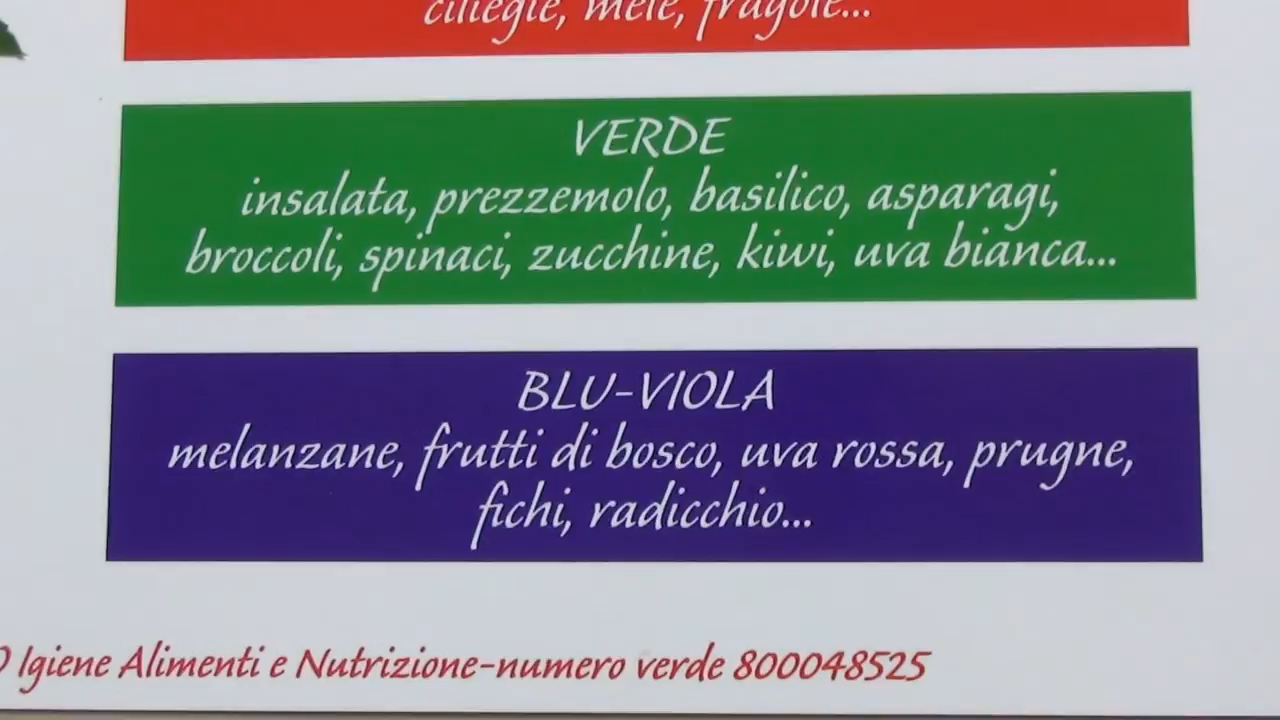 ciliegie, mele, fragole...
VERDE
insalata, prezzemolo, basilico, asparagi,
broccoli, spinaci, zucchine, kiwi, uva bianca...
BLU-VIOLA
melanzane, frutti di bosco, uva rossa, prugne,
fichi, radicchio...
Igiene Alimenti e Nutrizione-numero verde 800048525